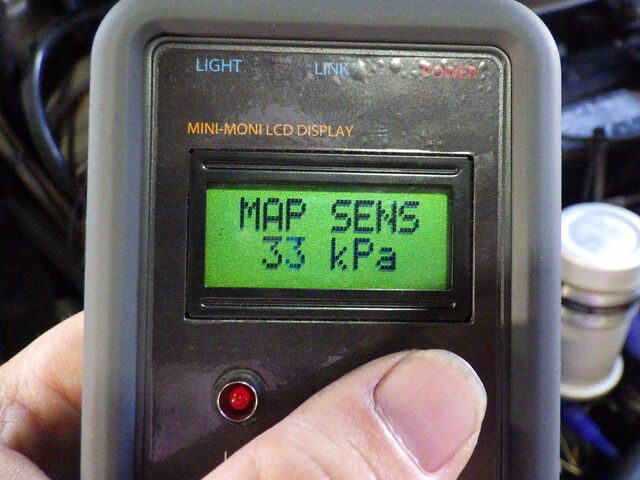 LIGHT LINK POWER
MINI-MONI LCD DISPLAY
MAP SENS
33 kPa